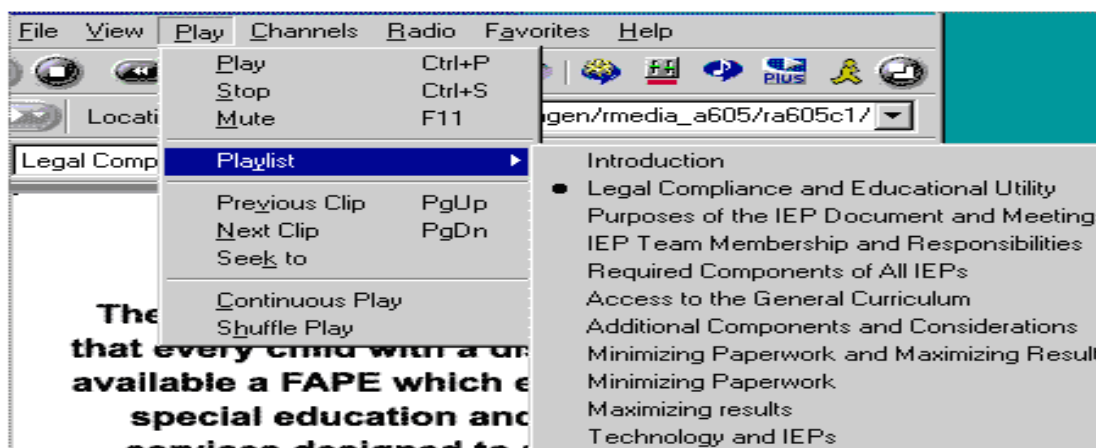 File View Play Channels Radio Favorites Help
Play Ctrl+P
Stop Ctrl+S
Mute F11
PLUS
Locati
gen/rmedia_a605/ra605c1/
Legal Comp
Playlist
Previous Clip PgUp
Next Clip PgDn
Seek to
Continuous Play
Shuffle Play
Introduction
Legal Compliance and Educational Utility
Purposes of the IEP Document and Meeting
IEP Team Membership and Responsibilities
Required Components of All IEPs
Access to the General Curriculum
Additional Components and Considerations
Minimizing Paperwork and Maximizing Result
Minimizing Paperwork
Maximizing results
Technology and IEPs
The
that every child with a
available a FAPE which
special education and
services designed to